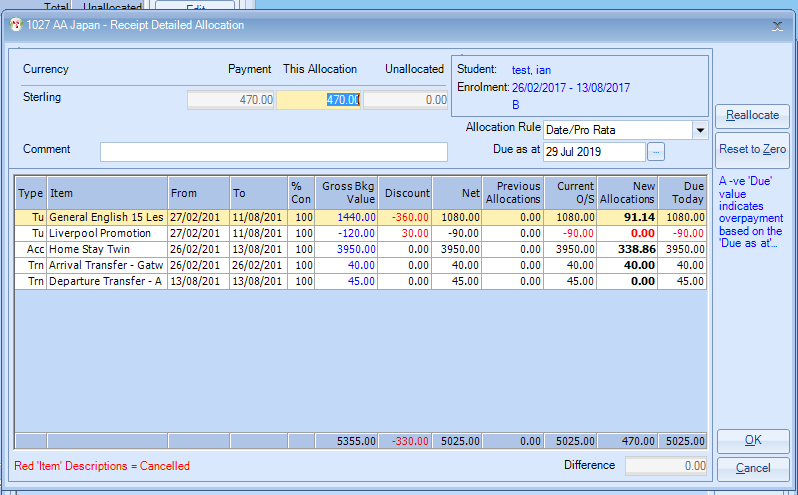 Total Unallocated Edit
1027 AA Japan - Receipt Detailed Allocation
Currency Payment This Allocation Unallocated
Sterling 470.00 470.00 0.00
Student: test, ian
Enrolment: 26/02/2017 - 13/08/2017
B
Allocation Rule Date/Pro Rata
Comment Due as at 29 Jul 2019 ...
Reallocate
Reset to Zero
A -ve 'Due'
value
indicates
overpayment
based on the
'Due as at'...
Type Item From To % Con Gross Bkg Value Discount Net Previous Allocations Current O/S New Allocations Due Today
Tu General English 15 Les 27/02/201 11/08/201 100 1440.00 -360.00 1080.00 0.00 1080.00 91.14 1080.00
Tu Liverpool Promotion 27/02/201 11/08/201 100 -120.00 30.00 -90.00 0.00 -90.00 0.00 -90.00
Acc Home Stay Twin 26/02/201 13/08/201 100 3950.00 0.00 3950.00 0.00 3950.00 338.86 3950.00
Trn Arrival Transfer - Gatw 26/02/201 26/02/201 100 40.00 0.00 40.00 0.00 40.00 40.00 40.00
Trn Departure Transfer - A 13/08/201 13/08/201 100 45.00 0.00 45.00 0.00 45.00 0.00 45.00
5355.00 -330.00 5025.00 0.00 5025.00 470.00 5025.00
Red 'Item' Descriptions = Cancelled
Difference 0.00
OK
Cancel